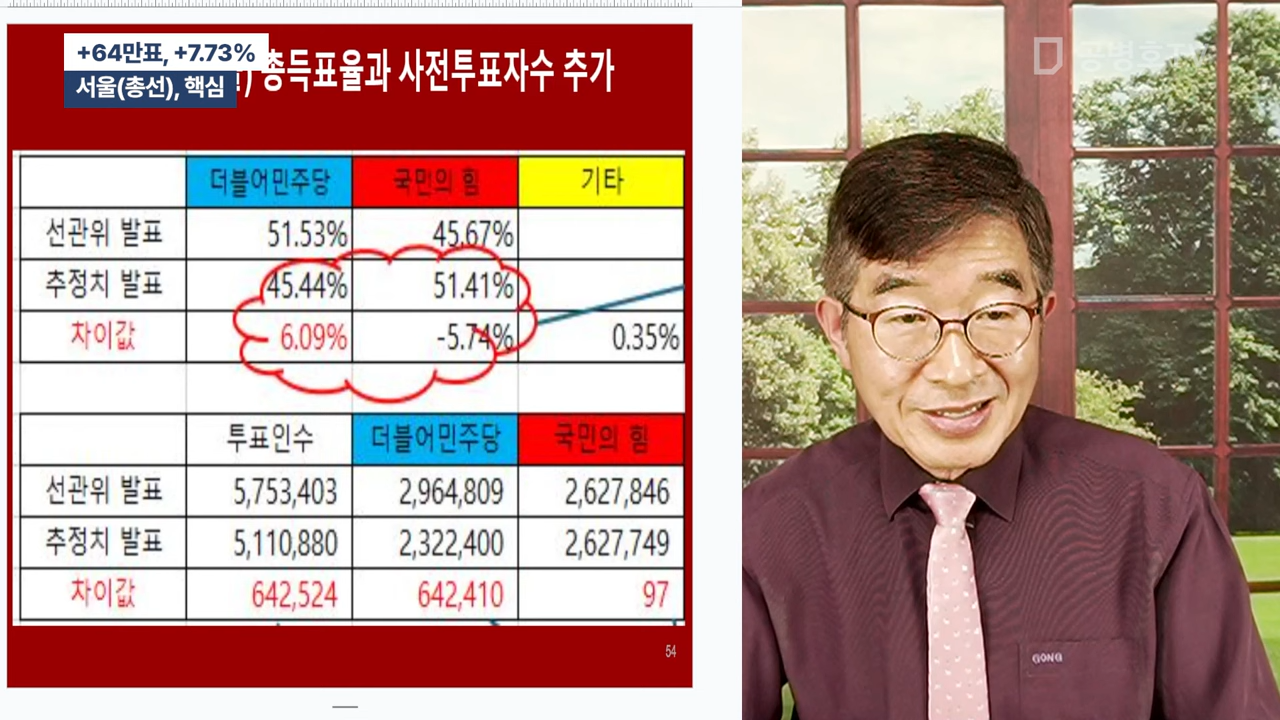 +64만표, +7.73%
서울(총선), 핵심
총득표율과 사전투표자수 추가
더불어민주당 국민의 힘 기타
선관위 발표 51.53% 45.67%
추정치 발표 45.44% 51.41%
차이값 6.09% -5.74% 0.35%
투표인수 더불어민주당 국민의 힘
선관위 발표 5,753,403 2,964,809 2,627,846
추정치 발표 5,110,880 2,322,400 2,627,749
차이값 642,524 642,410 97
54
공병호
GONG